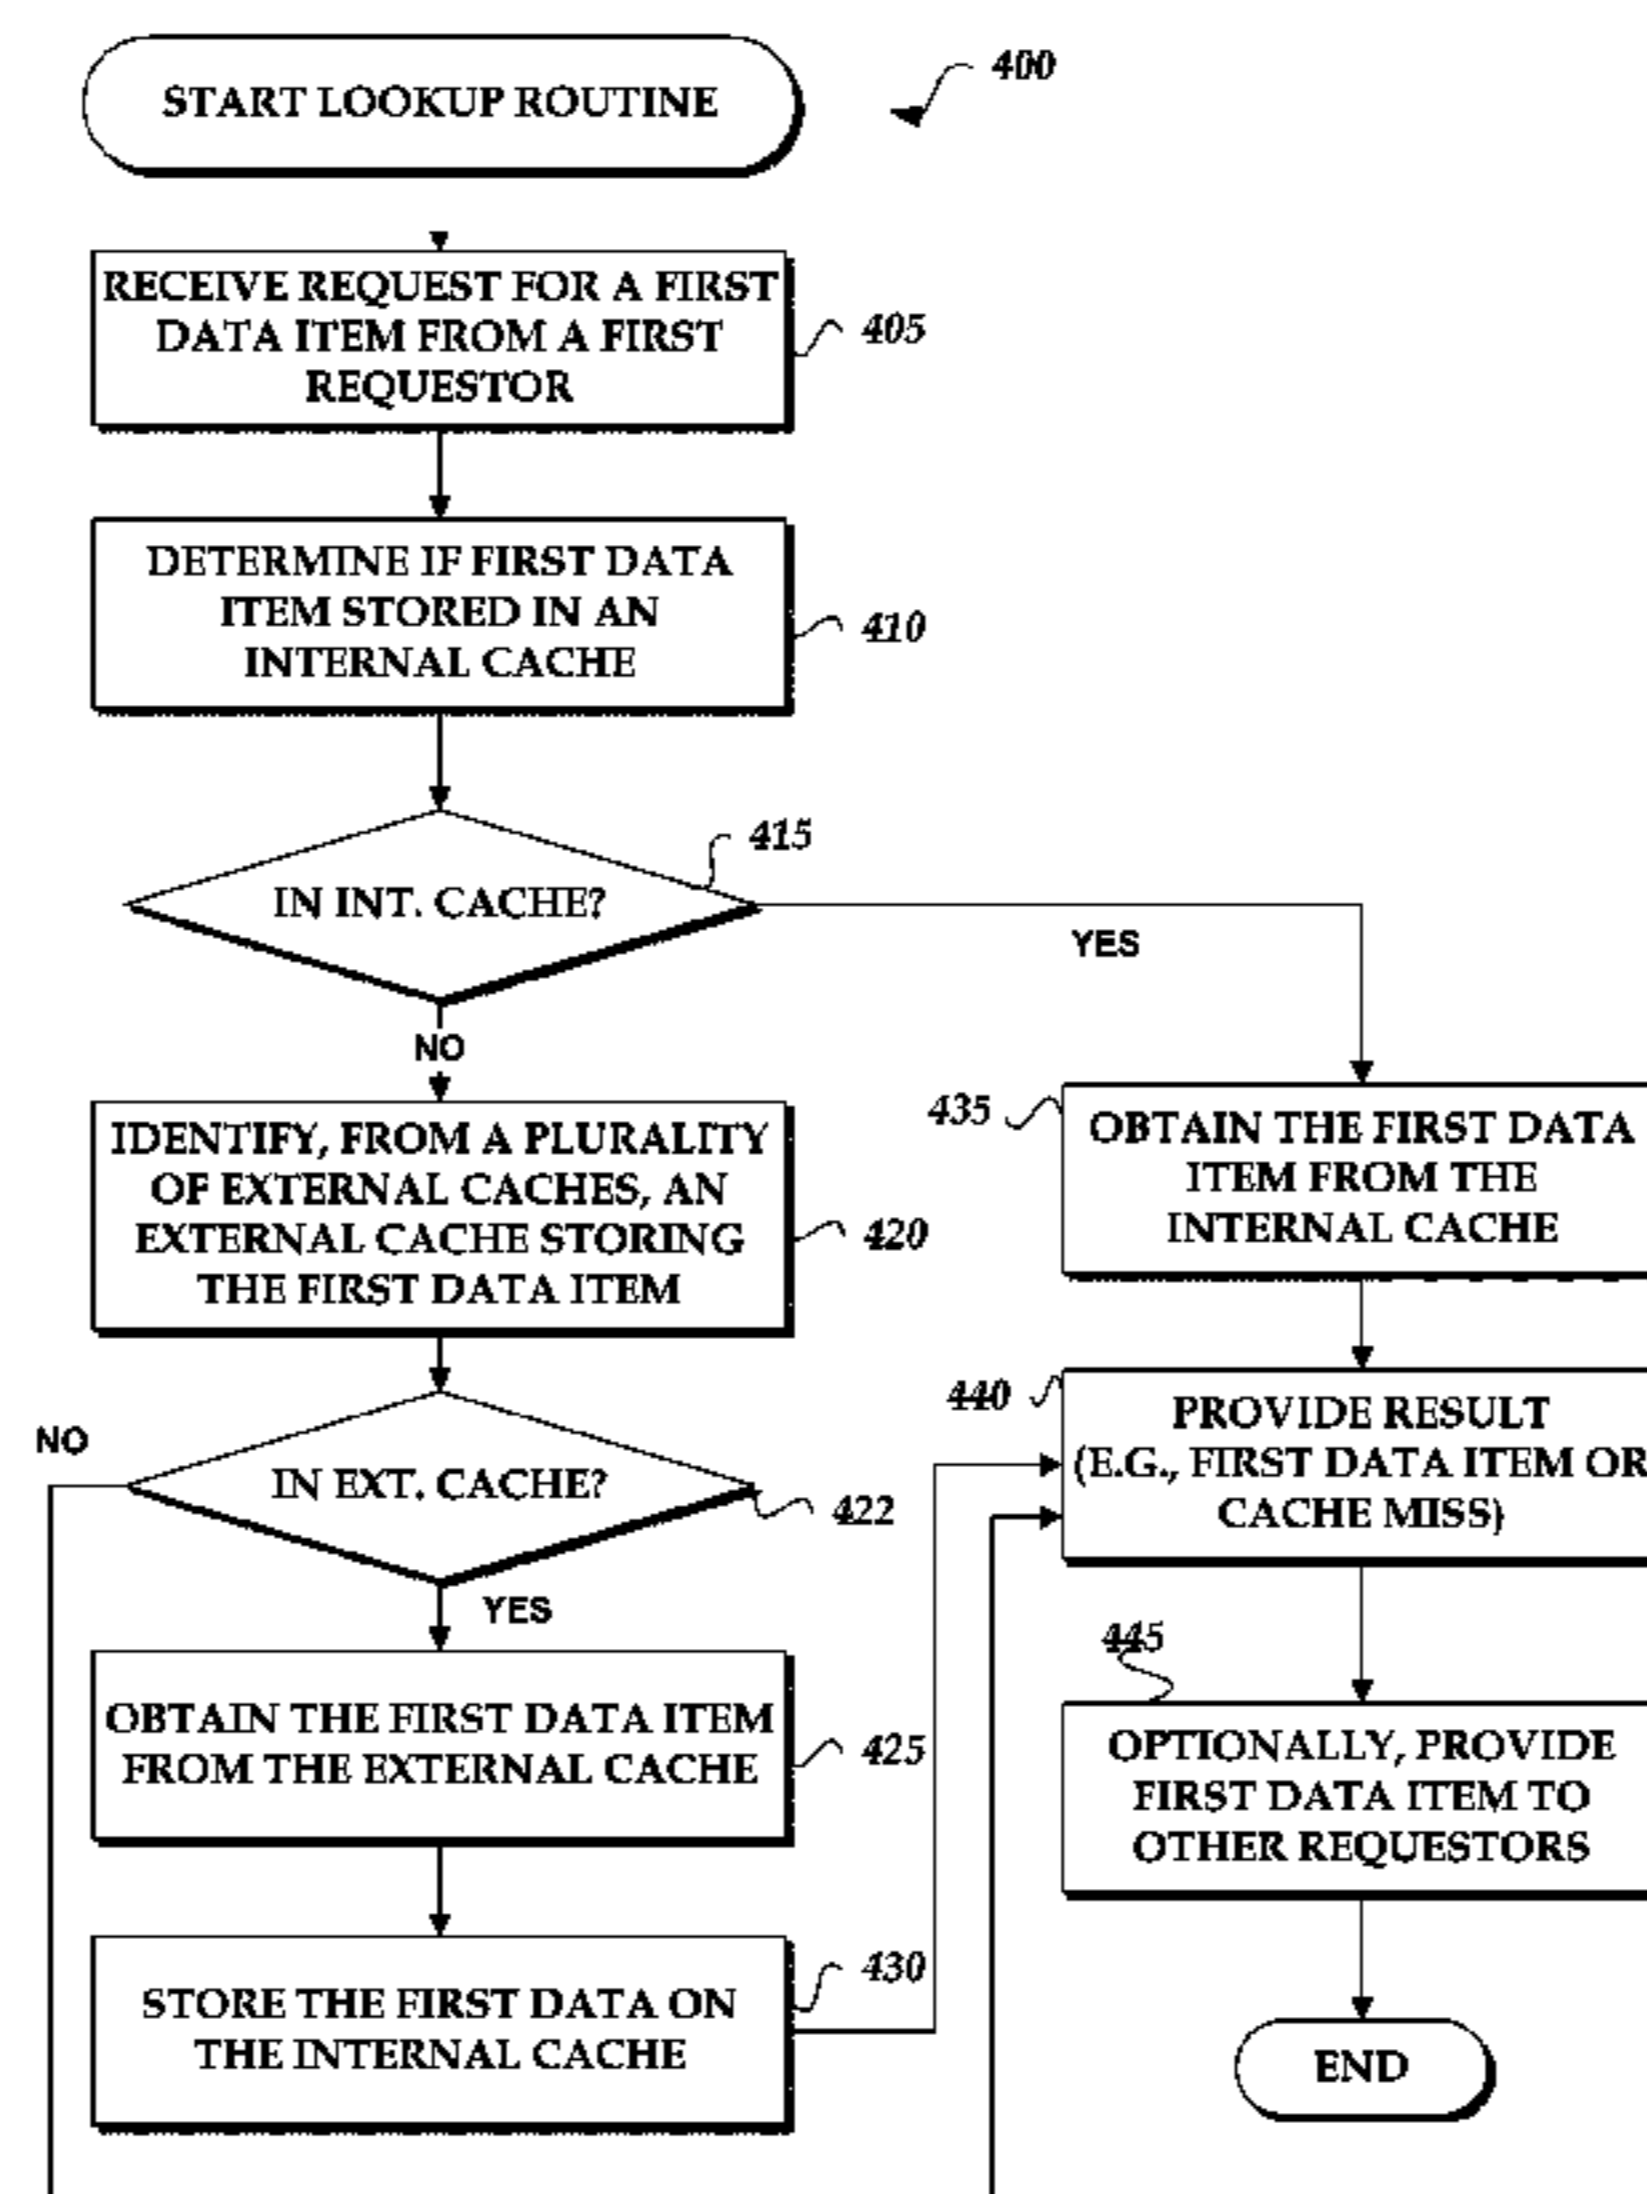 START LOOKUP ROUTINE
400
RECEIVE REQUEST FOR A FIRST
DATA ITEM FROM A FIRST
REQUESTOR
405
DETERMINE IF FIRST DATA
ITEM STORED IN AN
INTERNAL CACHE
410
415
IN INT. CACHE?
YES
NO
IDENTIFY, FROM A PLURALITY
OF EXTERNAL CACHES, AN
EXTERNAL CACHE STORING
THE FIRST DATA ITEM
420
435
OBTAIN THE FIRST DATA
ITEM FROM THE
INTERNAL CACHE
NO
IN EXT. CACHE?
422
YES
440
PROVIDE RESULT
(E.G., FIRST DATA ITEM OR
CACHE MISS)
OBTAIN THE FIRST DATA ITEM
FROM THE EXTERNAL CACHE
425
445
OPTIONALLY, PROVIDE
FIRST DATA ITEM TO
OTHER REQUESTORS
STORE THE FIRST DATA ON
THE INTERNAL CACHE
430
END